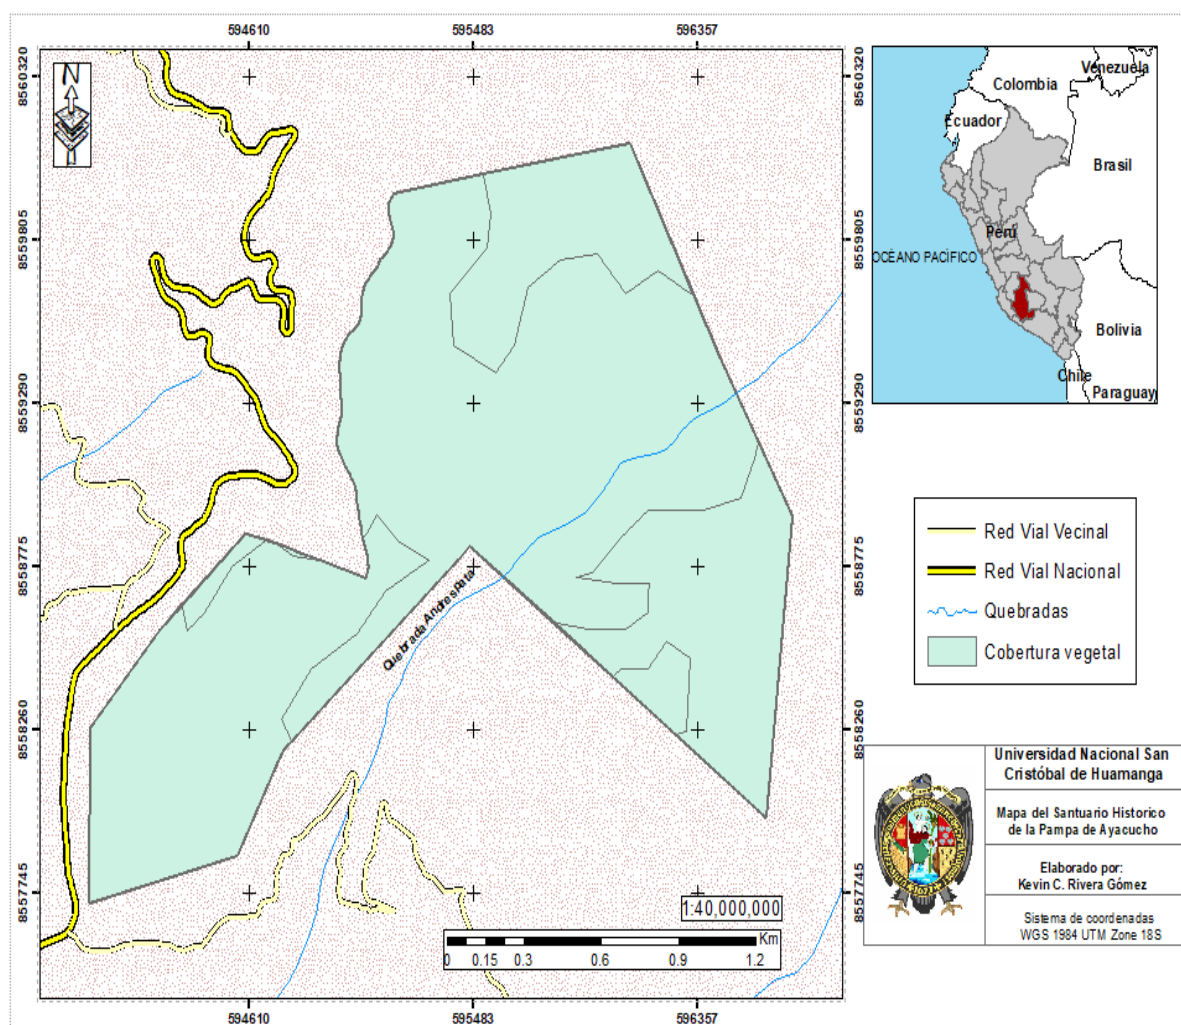 594610
595483
596357
8560320
8559805
8559290
8558775
8558260
8557745
8560320
8559805
8559290
8558775
8558260
8557745
594610
595483
596357
N
Quebrada Andres Pata
1:40,000,000
Km
0 0.15 0.3 0.6 0.9 1.2
Venezuela
Colombia
Ecuador
Brasil
Perú
OCÉANO PACÍFICO
Bolivia
Chile
Paraguay
Red Vial Vecinal
Red Vial Nacional
Quebradas
Cobertura vegetal
Universidad Nacional San
Cristóbal de Huamanga
Mapa del Santuario Historico
de la Pampa de Ayacucho
Elaborado por:
Kevin C. Rivera Gómez
Sistema de coordenadas
WGS 1984 UTM Zone 18S